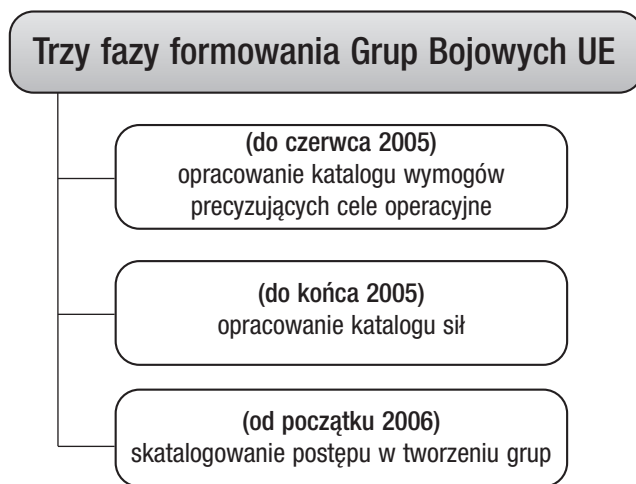 Trzy fazy formowania Grup Bojowych UE
(do czerwca 2005)
opracowanie katalogu wymogów
precyzujących cele operacyjne
(do końca 2005)
opracowanie katalogu sił
(od początku 2006)
skatalogowanie postępu w tworzeniu grup